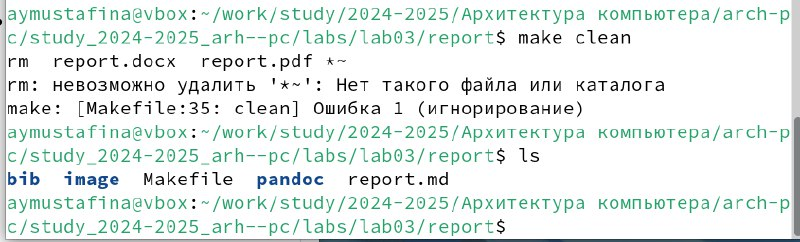 aymustafina@vbox:~/work/study/2024-2025/Архитектура компьютера/arch-p
c/study_2024-2025_arh--pc/labs/lab03/report$ make clean
rm  report.docx  report.pdf *~
rm: невозможно удалить '*~': Нет такого файла или каталога
make: [Makefile:35: clean] Ошибка 1 (игнорирование)
aymustafina@vbox:~/work/study/2024-2025/Архитектура компьютера/arch-p
c/study_2024-2025_arh--pc/labs/lab03/report$ ls
bib  image  Makefile  pandoc  report.md
aymustafina@vbox:~/work/study/2024-2025/Архитектура компьютера/arch-p
c/study_2024-2025_arh--pc/labs/lab03/report$